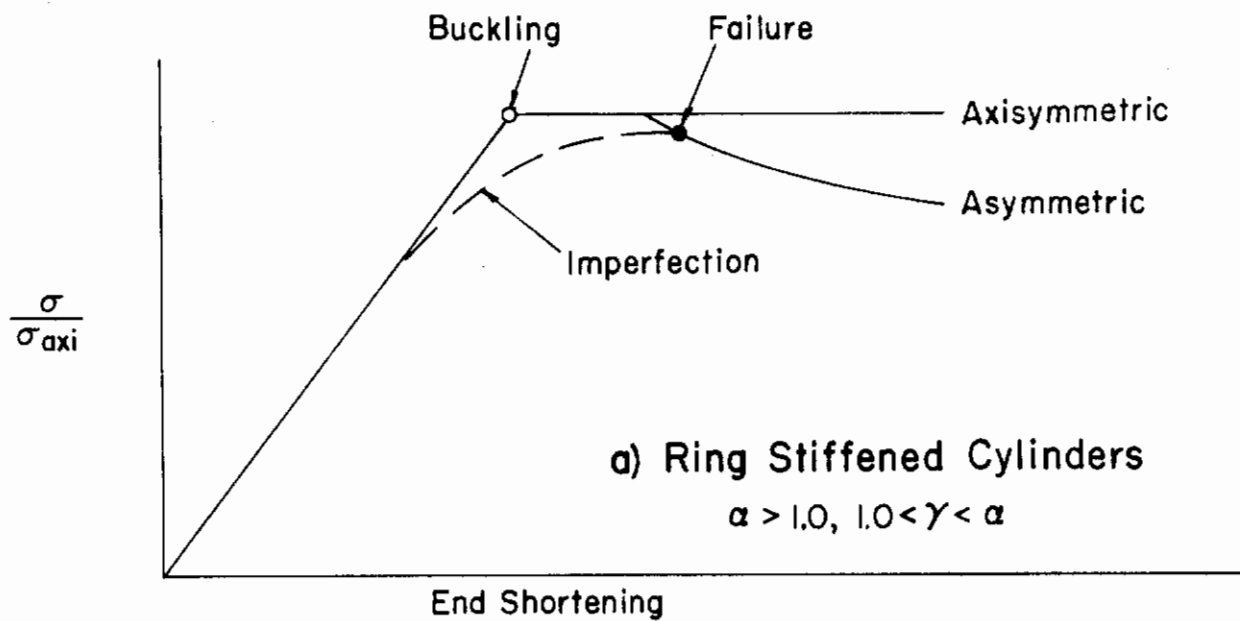 Buckling
Failure
Axisymmetric
Asymmetric
Imperfection
σ
σaxi
a) Ring Stiffened Cylinders
α > 1.0, 1.0 < γ < α
End Shortening